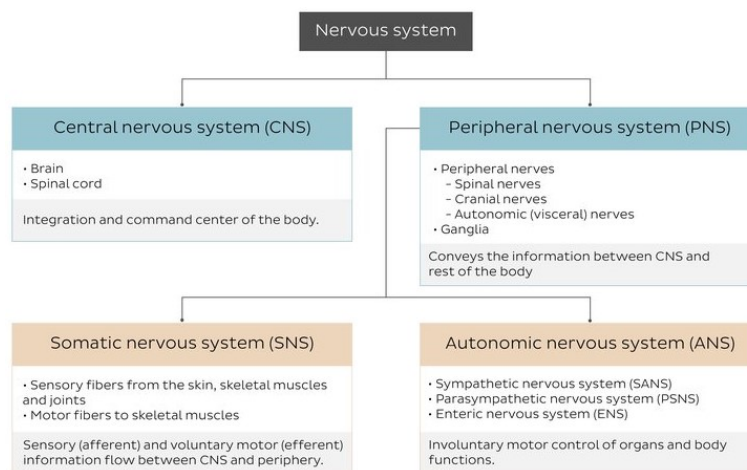 Nervous system
Central nervous system (CNS)
• Brain
• Spinal cord
Integration and command center of the body.
Peripheral nervous system (PNS)
• Peripheral nerves
– Spinal nerves
– Cranial nerves
– Autonomic (visceral) nerves
• Ganglia
Conveys the information between CNS and
rest of the body
Somatic nervous system (SNS)
• Sensory fibers from the skin, skeletal muscles
and joints
• Motor fibers to skeletal muscles
Sensory (afferent) and voluntary motor (efferent)
information flow between CNS and periphery.
Autonomic nervous system (ANS)
• Sympathetic nervous system (SANS)
• Parasympathetic nervous system (PSNS)
• Enteric nervous system (ENS)
Involuntary motor control of organs and body
functions.